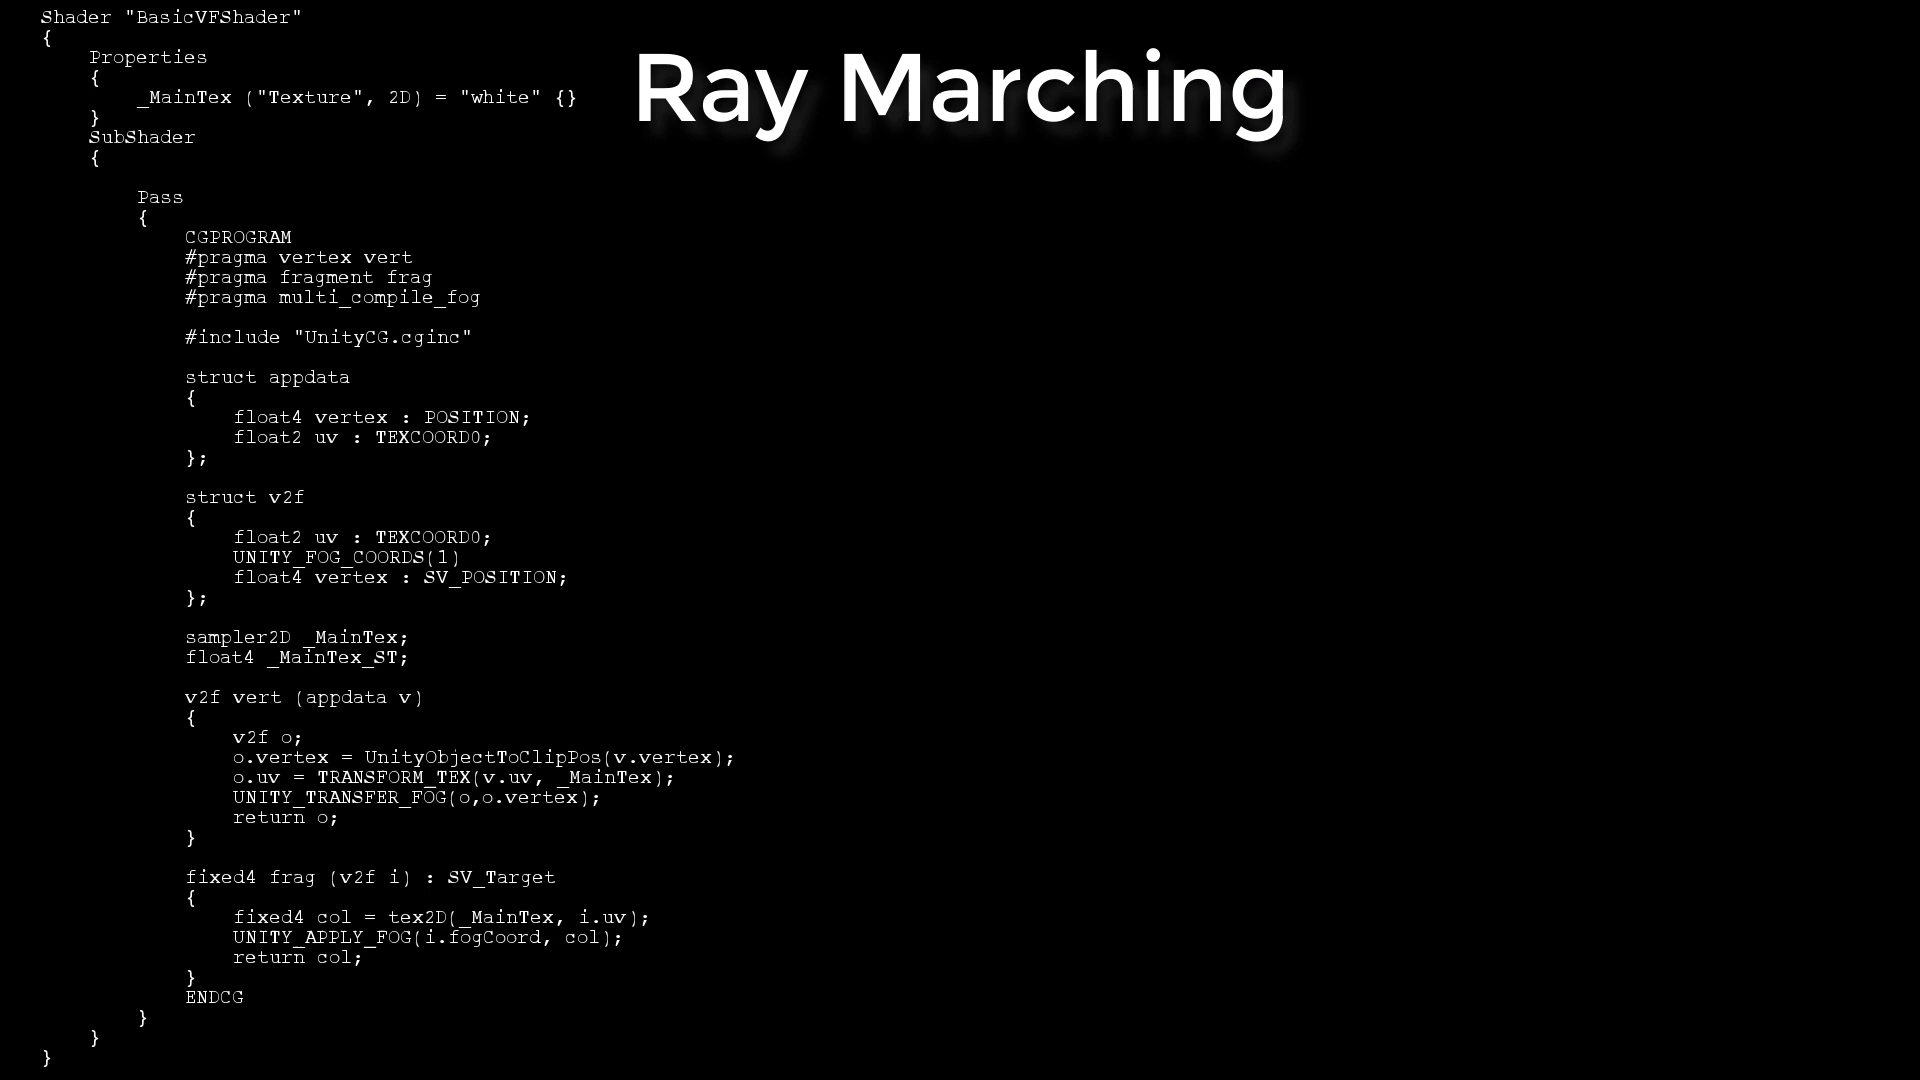 Ray Marching
Shader "BasicVFShader"
{
Properties
{
_MainTex ("Texture", 2D) = "white" {}
}
SubShader
{
Pass
{
CGPROGRAM
#pragma vertex vert
#pragma fragment frag
#pragma multi_compile_fog
#include "UnityCG.cginc"
struct appdata
{
float4 vertex : POSITION;
float2 uv : TEXCOORD0;
};
struct v2f
{
float2 uv : TEXCOORD0;
UNITY_FOG_COORDS(1)
float4 vertex : SV_POSITION;
};
sampler2D _MainTex;
float4 _MainTex_ST;
v2f vert (appdata v)
{
v2f o;
o.vertex = UnityObjectToClipPos(v.vertex);
o.uv = TRANSFORM_TEX(v.uv, _MainTex);
UNITY_TRANSFER_FOG(o,o.vertex);
return o;
}
fixed4 frag (v2f i) : SV_Target
{
fixed4 col = tex2D(_MainTex, i.uv);
UNITY_APPLY_FOG(i.fogCoord, col);
return col;
}
ENDCG
}
}
}